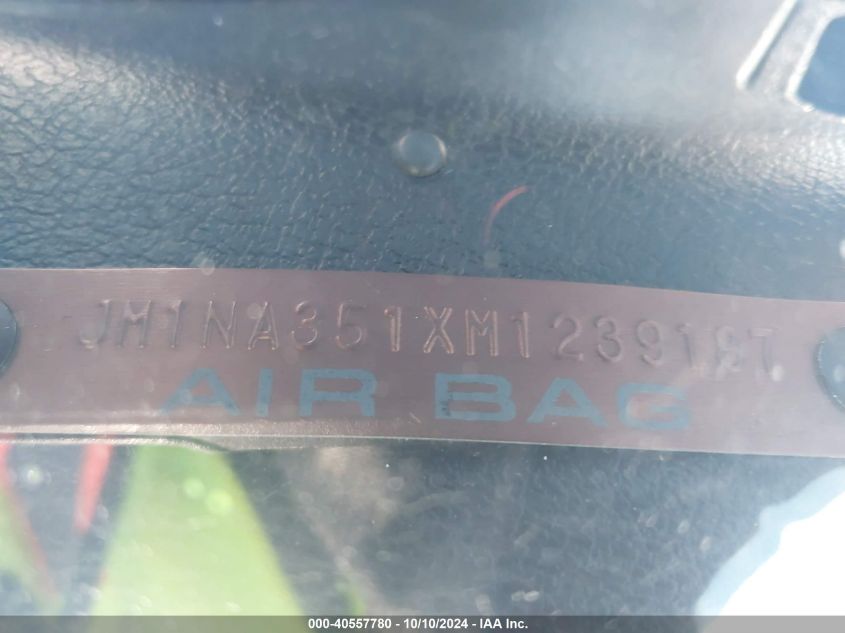 JM1NA351XM1239187
AIR BAG
000-40557780 - 10/10/2024 - IAA Inc.